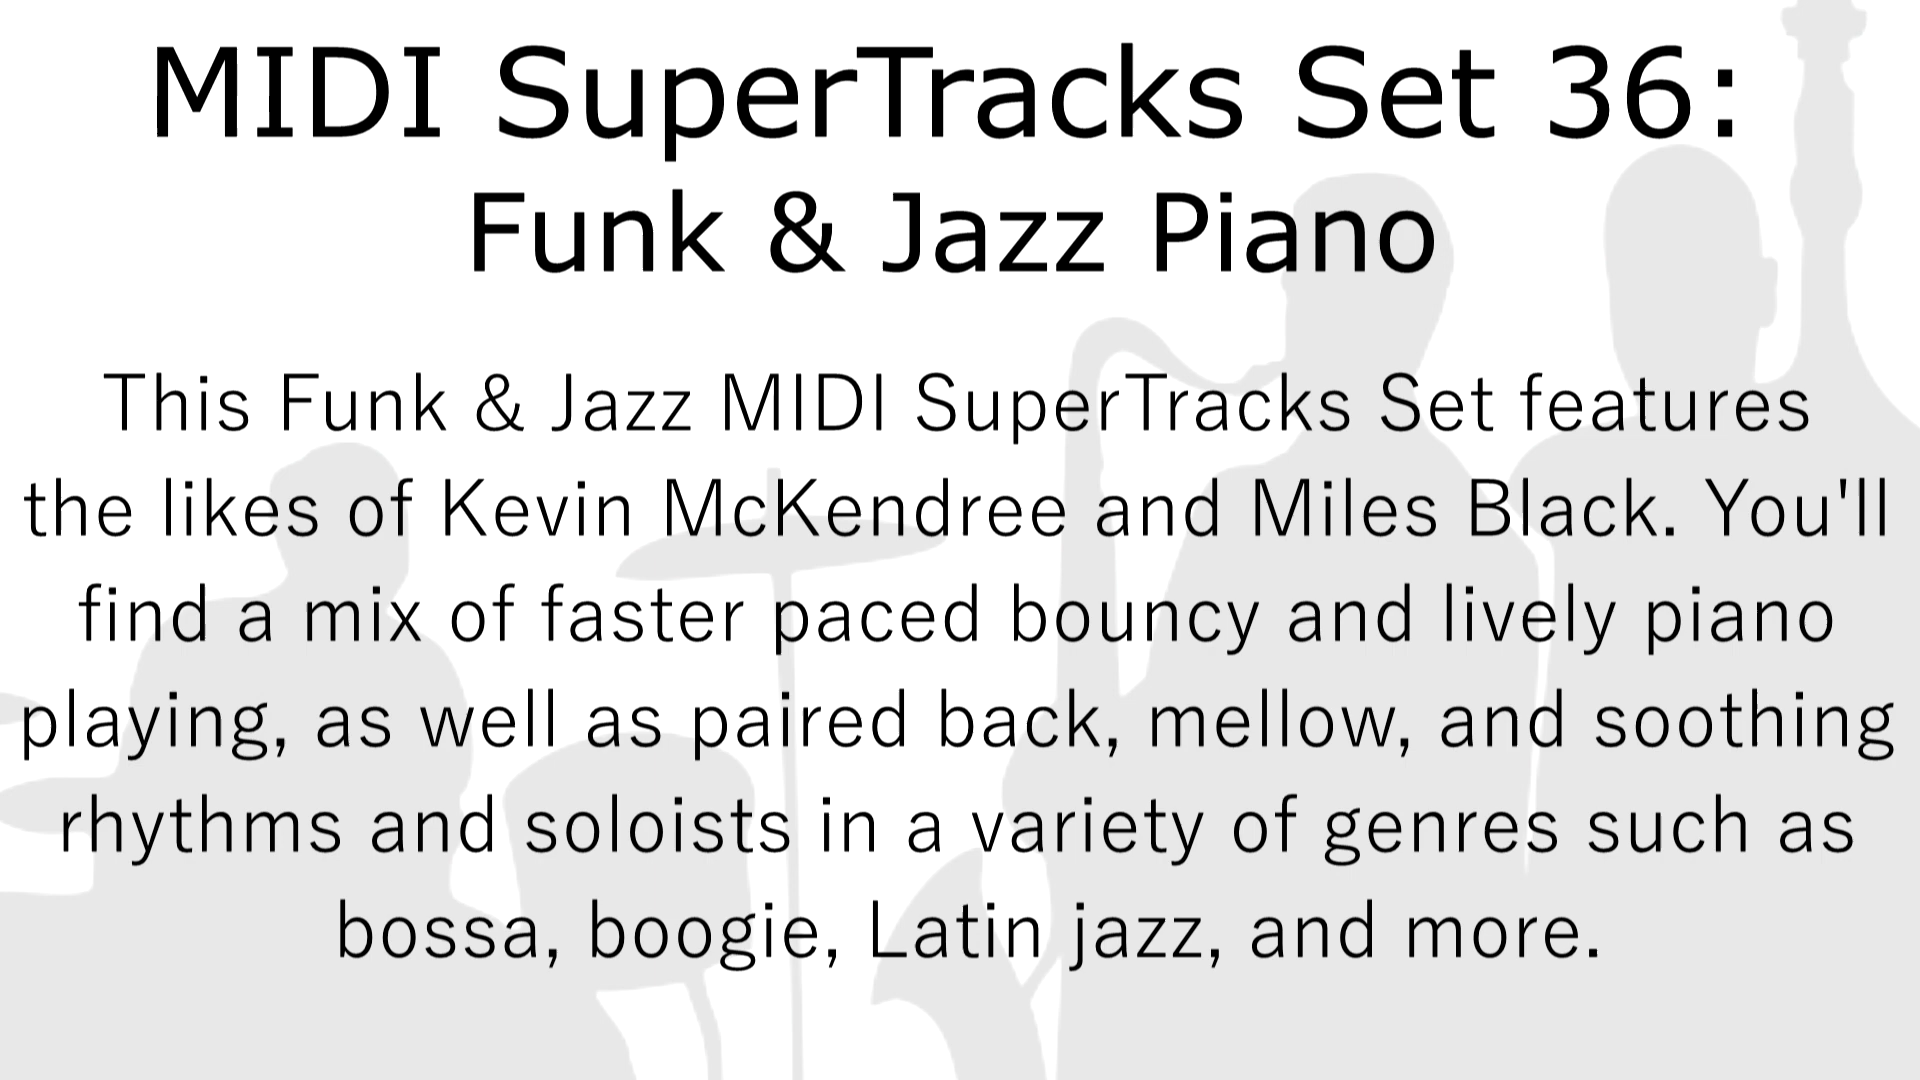 MIDI SuperTracks Set 36:
Funk & Jazz Piano
This Funk & Jazz MIDI SuperTracks Set features
the likes of Kevin McKendree and Miles Black. You'll
find a mix of faster paced bouncy and lively piano
playing, as well as paired back, mellow, and soothing
rhythms and soloists in a variety of genres such as
bossa, boogie, Latin jazz, and more.